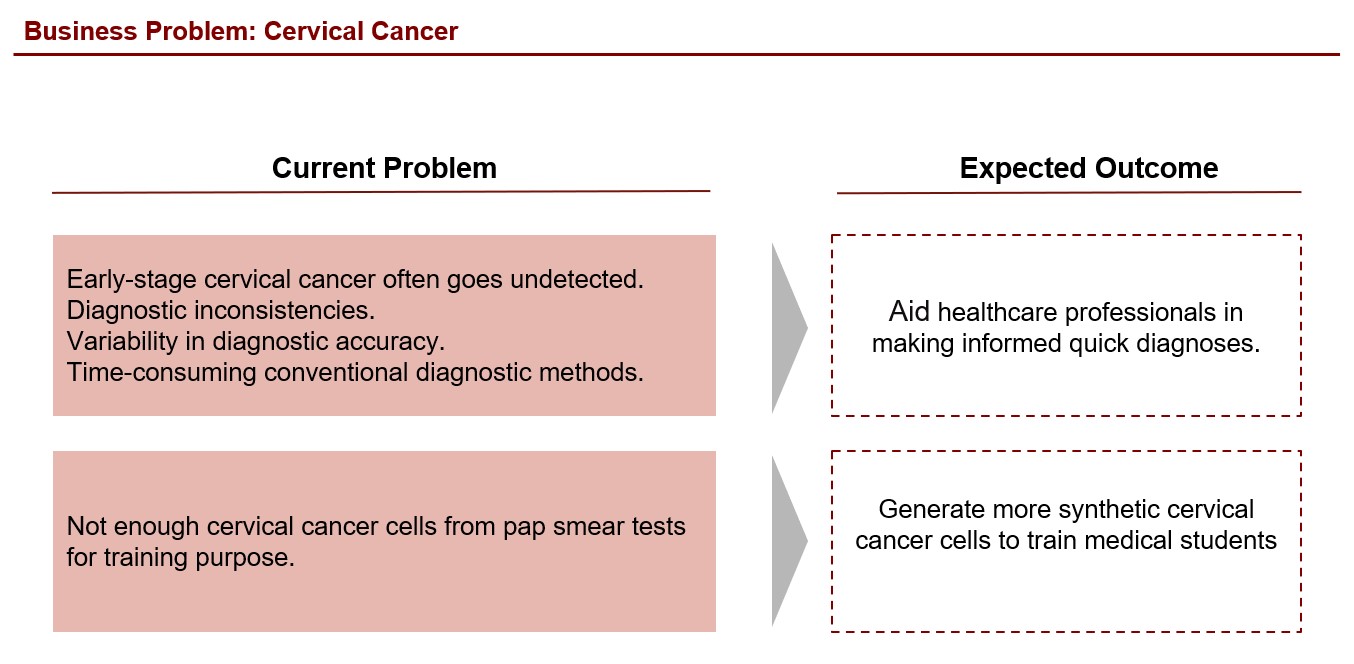 Business Problem: Cervical Cancer
Current Problem
Expected Outcome
Early-stage cervical cancer often goes undetected.
Diagnostic inconsistencies.
Variability in diagnostic accuracy.
Time-consuming conventional diagnostic methods.
Aid healthcare professionals in
making informed quick diagnoses.
Not enough cervical cancer cells from pap smear tests
for training purpose.
Generate more synthetic cervical
cancer cells to train medical students